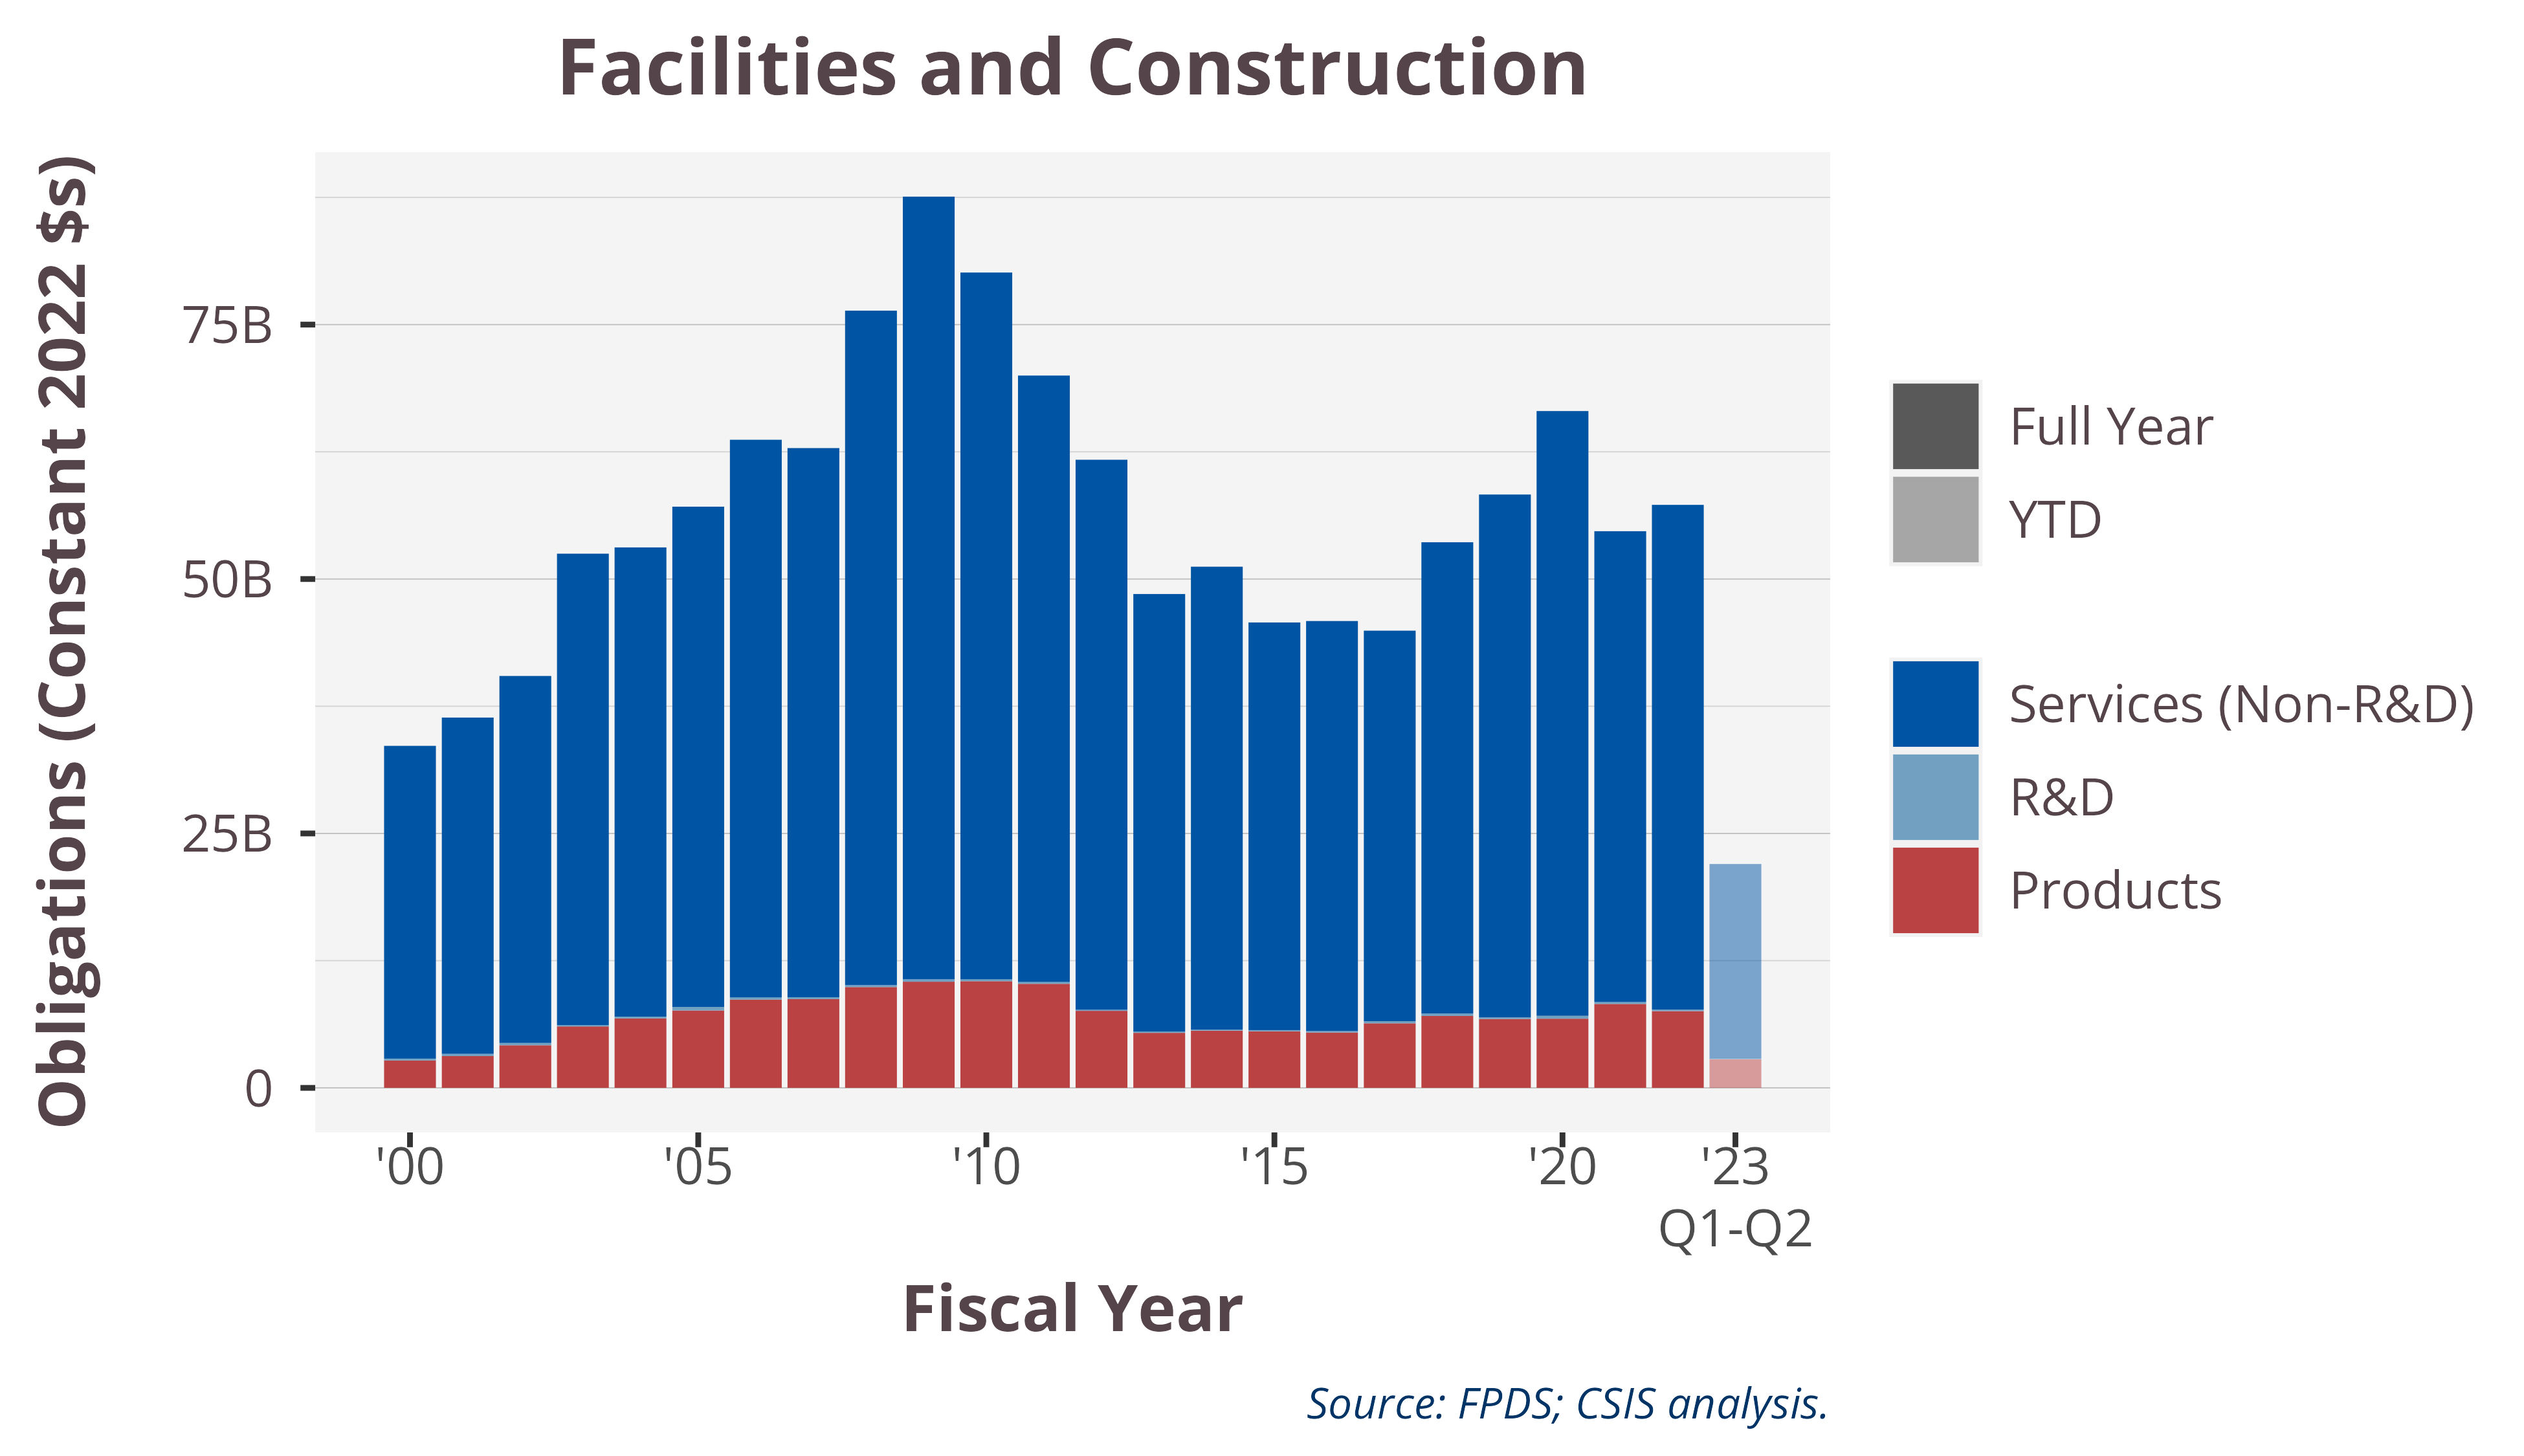 Facilities and Construction
Obligations (Constant 2022 $s)
75B
50B
25B
0
'00
'05
'10
'15
'20
'23
Q1-Q2
Fiscal Year
Full Year
YTD
Services (Non-R&D)
R&D
Products
Source: FPDS; CSIS analysis.